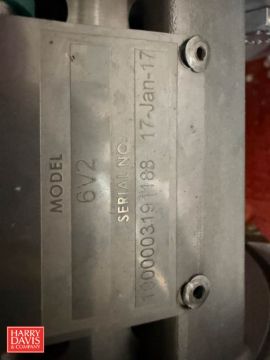 MODEL
6V2
SERIAL NO.
1000003191188 17-Jan-17
HARRY
DAVIS
& COMPANY